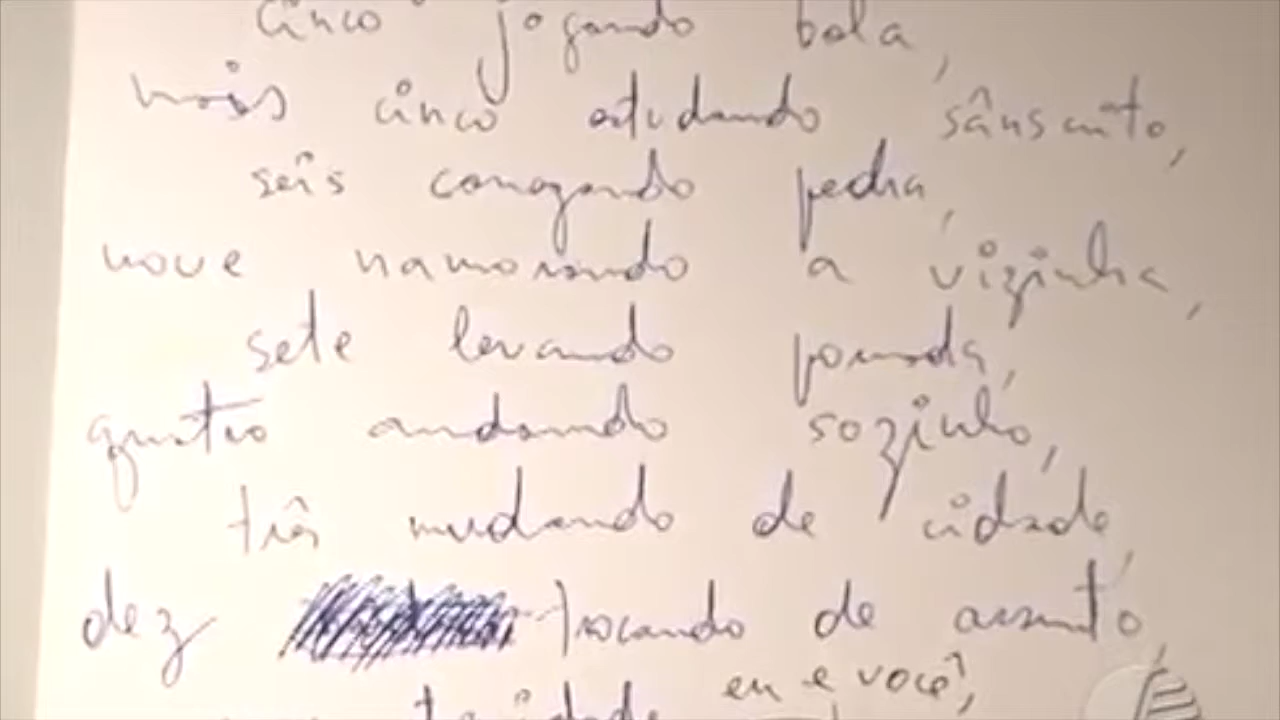 cinco jogando bola,
mais cinco estudando sânscrito,
seis carregando pedra,
nove namorando a vizinha,
sete levando porrada,
quatro andando sozinho,
três mudando de cidade,
dez trocando de assunto,
eu e você,